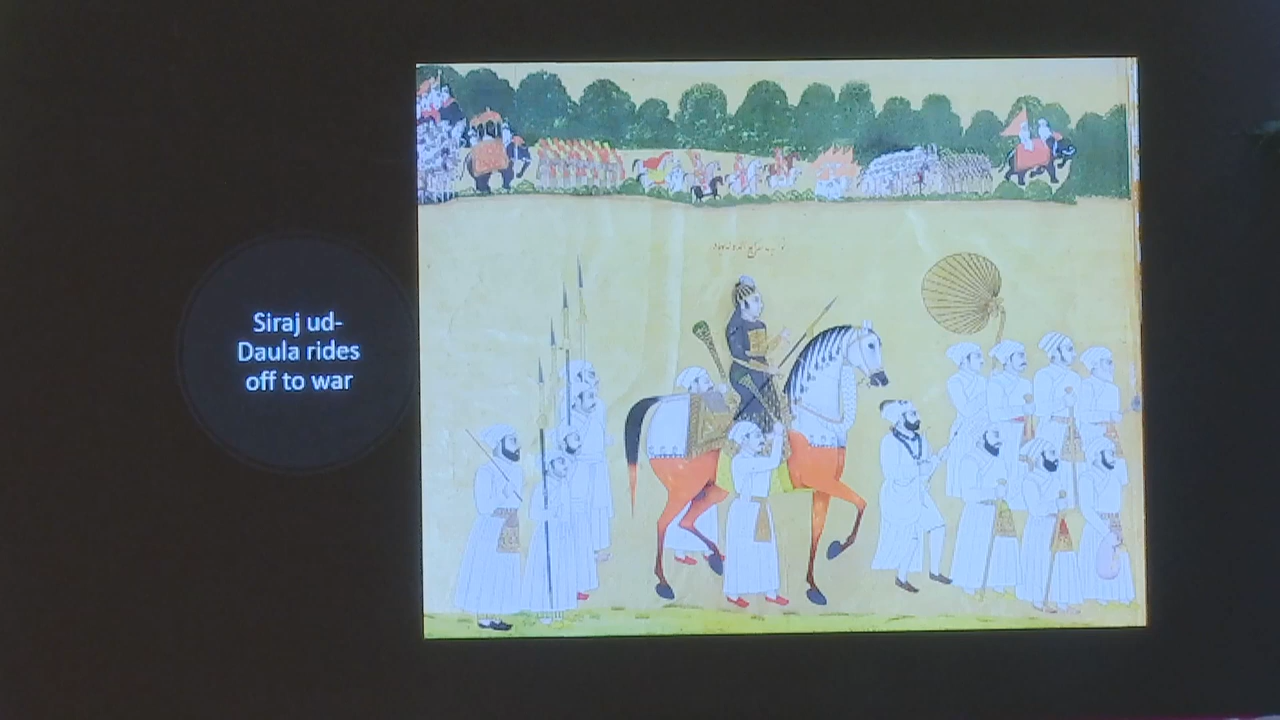 Siraj ud-
Daula rides
off to war